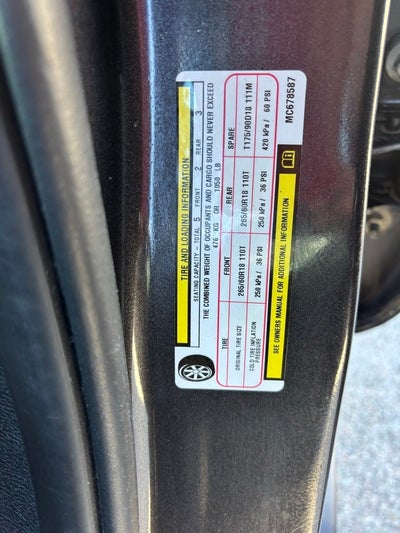 TIRE AND LOADING INFORMATION
SEATING CAPACITY - TOTAL 5 FRONT 2 REAR 3
THE COMBINED WEIGHT OF OCCUPANTS AND CARGO SHOULD NEVER EXCEED
476 KG OR 1050 LB
TIRE FRONT REAR SPARE
ORIGINAL TIRE SIZE 265/60R18 110T 265/60R18 110T T175/90D18 111M
COLD TIRE INFLATION PRESSURE 250 kPa / 36 PSI 250 kPa / 36 PSI 420 kPa / 60 PSI
SEE OWNERS MANUAL FOR ADDITIONAL INFORMATION
MC678587